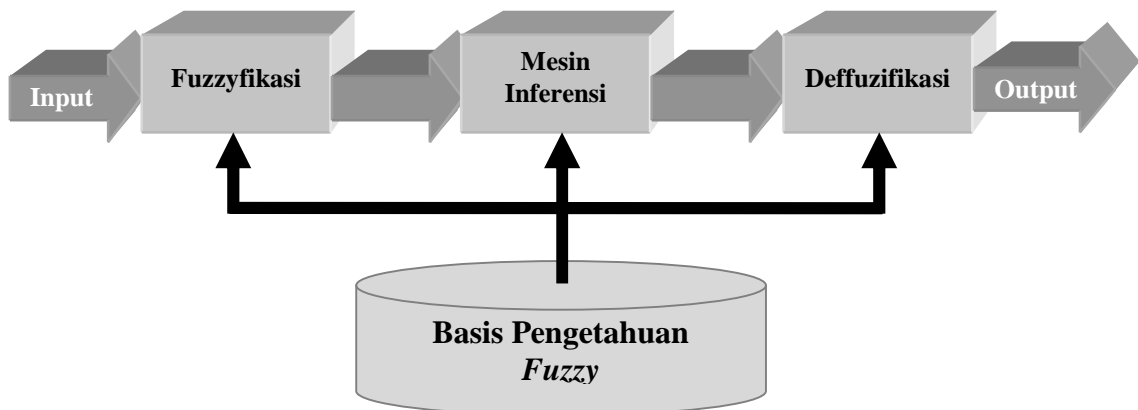 Input
Fuzzyfikasi
Mesin
Inferensi
Deffuzifikasi
Output
Basis Pengetahuan
Fuzzy